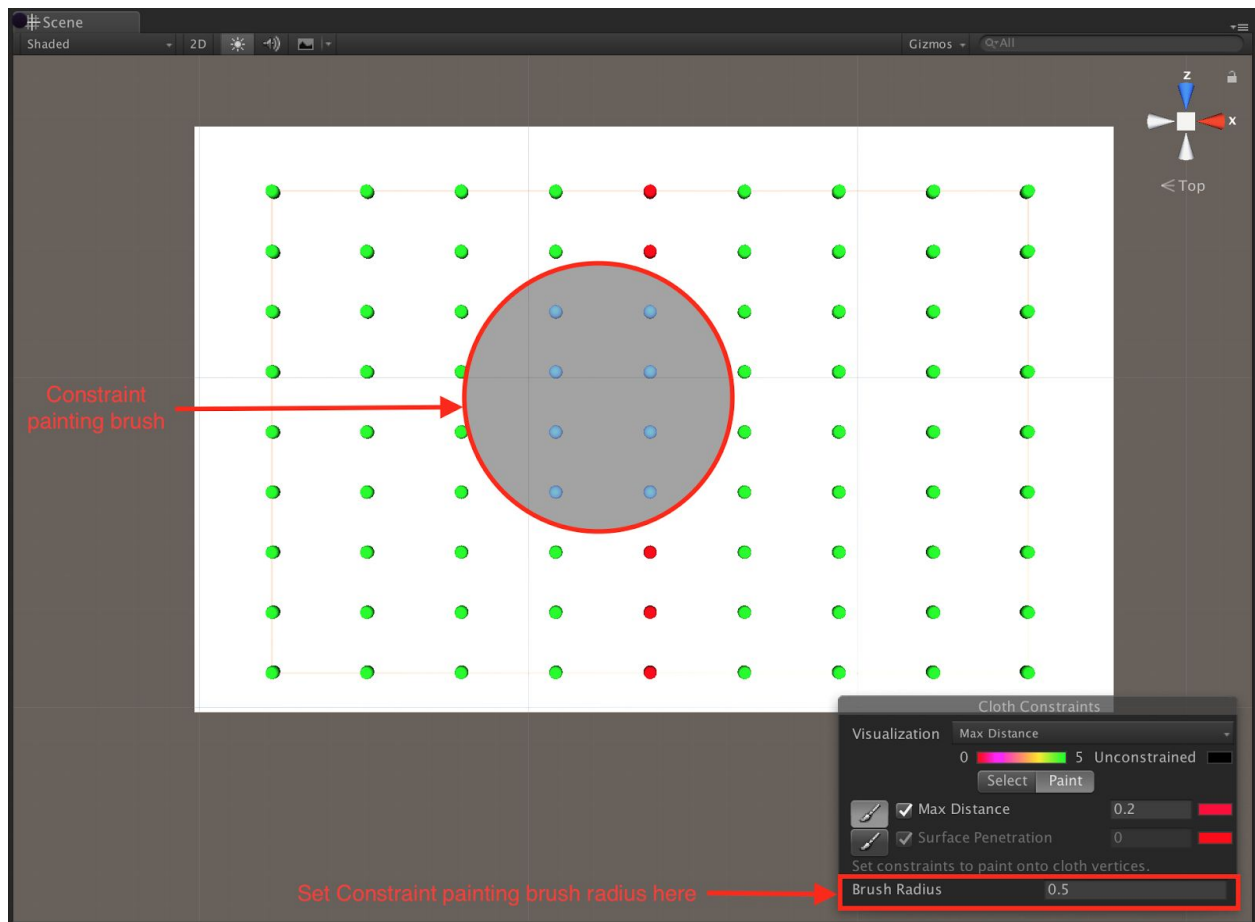 Scene
Shaded 2D Gizmos All
z
x
Top
Constraint
painting brush
Cloth Constraints
Visualization Max Distance
0 5 Unconstrained
Select Paint
Max Distance 0.2
Surface Penetration 0
Set constraints to paint onto cloth vertices.
Set Constraint painting brush radius here
Brush Radius 0.5